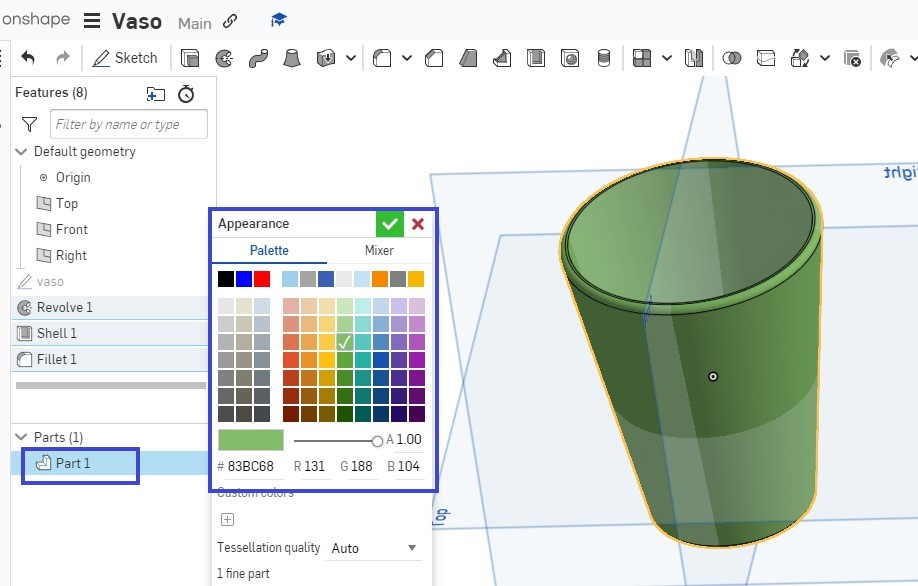 onshape Vaso Main
Sketch
Features (8)
Filter by name or type
Default geometry
Origin
Top
Front
Right
vaso
Revolve 1
Shell 1
Fillet 1
Parts (1)
Part 1
Appearance
Palette Mixer
A 1.00
# 83BC68 R 131 G 188 B 104
Custom colors
Tessellation quality Auto
1 fine part
Right
Top